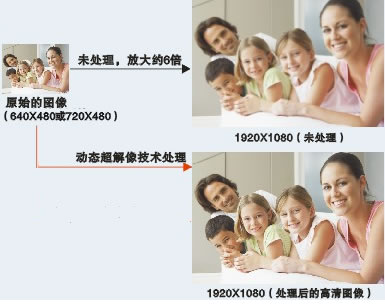 未处理，放大约6倍
原始的图像
（640X480或720X480）
1920X1080（未处理）
动态超解像技术处理
1920X1080（处理后的高清图像）